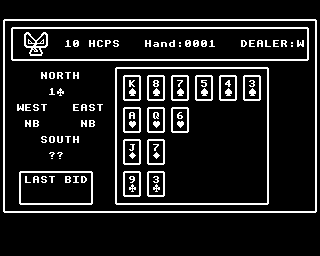 10 HCPS Hand:0001 DEALER:W
NORTH
1♣
WEST EAST
NB NB
SOUTH
??
LAST BID
K♠ 8♠ 7♠ 5♠ 4♠ 3♠
A♥ Q♥ 6♥
J♦ 7♦
9♣ 3♣